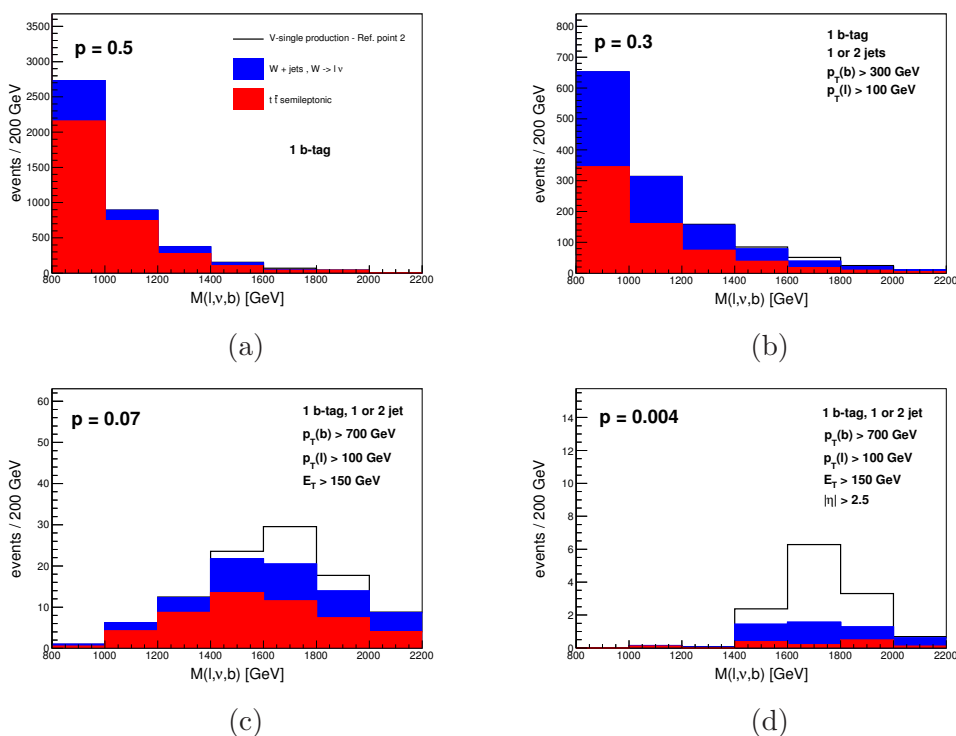 p = 0.5
V-single production - Ref. point 2
W + jets , W -> l ν
t t̄ semileptonic
1 b-tag
events / 200 GeV
3500
3000
2500
2000
1500
1000
500
0
800 1000 1200 1400 1600 1800 2000 2200
M(l,ν,b) [GeV]
(a)
p = 0.3
1 b-tag
1 or 2 jets
p_T(b) > 300 GeV
p_T(l) > 100 GeV
events / 200 GeV
800
700
600
500
400
300
200
100
0
800 1000 1200 1400 1600 1800 2000 2200
M(l,ν,b) [GeV]
(b)
p = 0.07
1 b-tag, 1 or 2 jet
p_T(b) > 700 GeV
p_T(l) > 100 GeV
E_T > 150 GeV
events / 200 GeV
60
50
40
30
20
10
0
800 1000 1200 1400 1600 1800 2000 2200
M(l,ν,b) [GeV]
(c)
p = 0.004
1 b-tag, 1 or 2 jet
p_T(b) > 700 GeV
p_T(l) > 100 GeV
E_T > 150 GeV
|η| > 2.5
events / 200 GeV
14
12
10
8
6
4
2
0
800 1000 1200 1400 1600 1800 2000 2200
M(l,ν,b) [GeV]
(d)